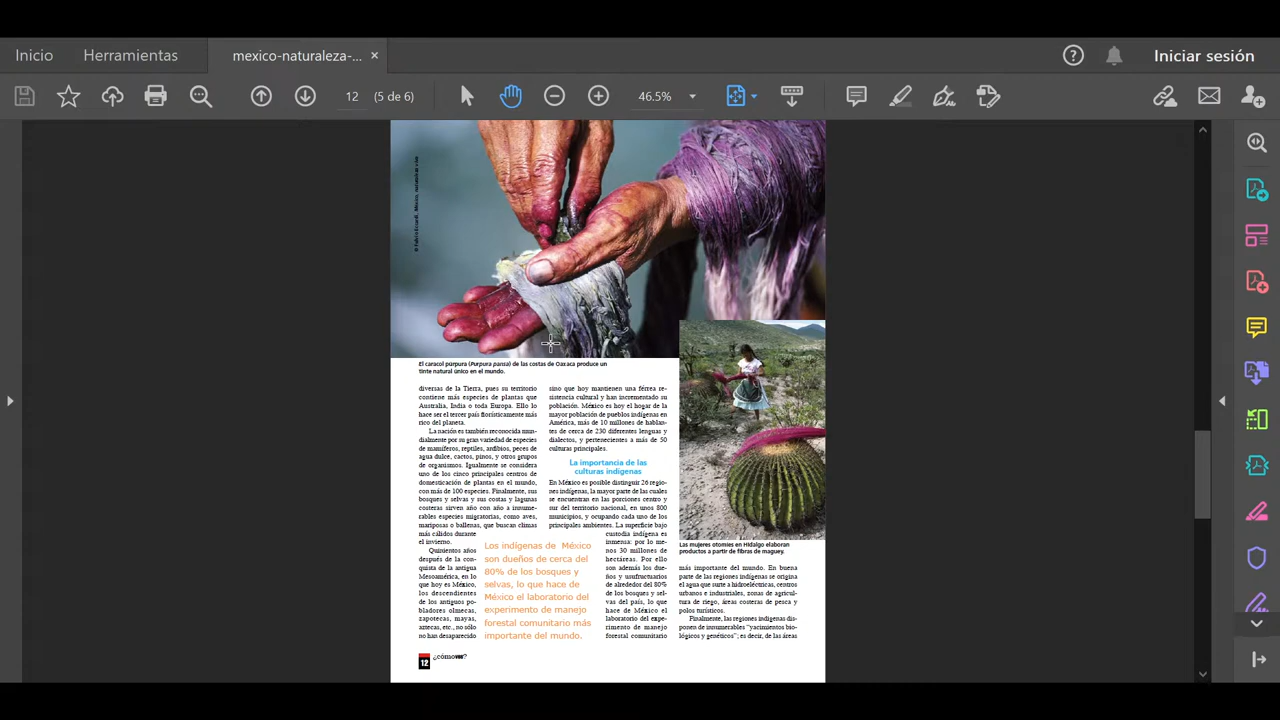 Inicio
Herramientas
mexico-naturaleza-...
Iniciar sesión
12
(5 de 6)
46.5%
El caracol púrpura (Purpura pansa) de las costas de Oaxaca produce un
tinte natural único en el mundo.
diversas de la Tierra, pues su territorio
contiene más especies de plantas que
Australia, India o toda Europa. Ello lo
hace ser el tercer país florísticamente más
rico del planeta.
La nación es también reconocida mun-
dialmente por su gran variedad de especies
de mamíferos, reptiles, anfibios, peces de
agua dulce, cactos, pinos, y otros grupos
de organismos. Igualmente se considera
uno de los cinco principales centros de
domesticación de plantas en el mundo,
con más de 100 especies. Finalmente, sus
bosques y selvas y sus costas y lagunas
costeras sirven año con año a innume-
rables especies migratorias, como aves,
mariposas o ballenas, que buscan climas
más cálidos durante
el invierno.
Quinientos años
después de la con-
quista de la antigua
Mesoamérica, en lo
que hoy es México,
los descendientes
de los antiguos po-
bladores olmecas,
zapotecas, mayas,
aztecas, etc., no sólo
no han desaparecido
Los indígenas de México
son dueños de cerca del
80% de los bosques y
selvas, lo que hace de
México el laboratorio del
experimento de manejo
forestal comunitario más
importante del mundo.
sino que hoy mantienen una férrea re-
sistencia cultural y han incrementado su
población. México es hoy el hogar de la
mayor población de pueblos indígenas en
América, más de 10 millones de hablan-
tes de cerca de 230 diferentes lenguas y
dialectos, y pertenecientes a más de 50
culturas principales.
La importancia de las
culturas indígenas
En México es posible distinguir 26 regio-
nes indígenas, la mayor parte de las cuales
se encuentran en las porciones centro y
sur del territorio nacional, en unos 800
municipios, y ocupando cada uno de los
principales ambientes. La superficie bajo
custodia indígena es
inmensa: por lo me-
nos 30 millones de
hectáreas. Por ello
son además los due-
ños y usufructuarios
de alrededor del 80%
de los bosques y sel-
vas del país, lo que
hace de México el
laboratorio del expe-
rimento de manejo
forestal comunitario
Las mujeres otomíes en Hidalgo elaboran
productos a partir de fibras de maguey.
más importante del mundo. En buena
parte de las regiones indígenas se origina
el agua que surte a hidroeléctricas, centros
urbanos e industriales, zonas de agricul-
tura de riego, áreas costeras de pesca y
polos turísticos.
Finalmente, las regiones indígenas dis-
ponen de innumerables "yacimientos bio-
lógicos y genéticos"; es decir, de las áreas
12
¿cómoves?